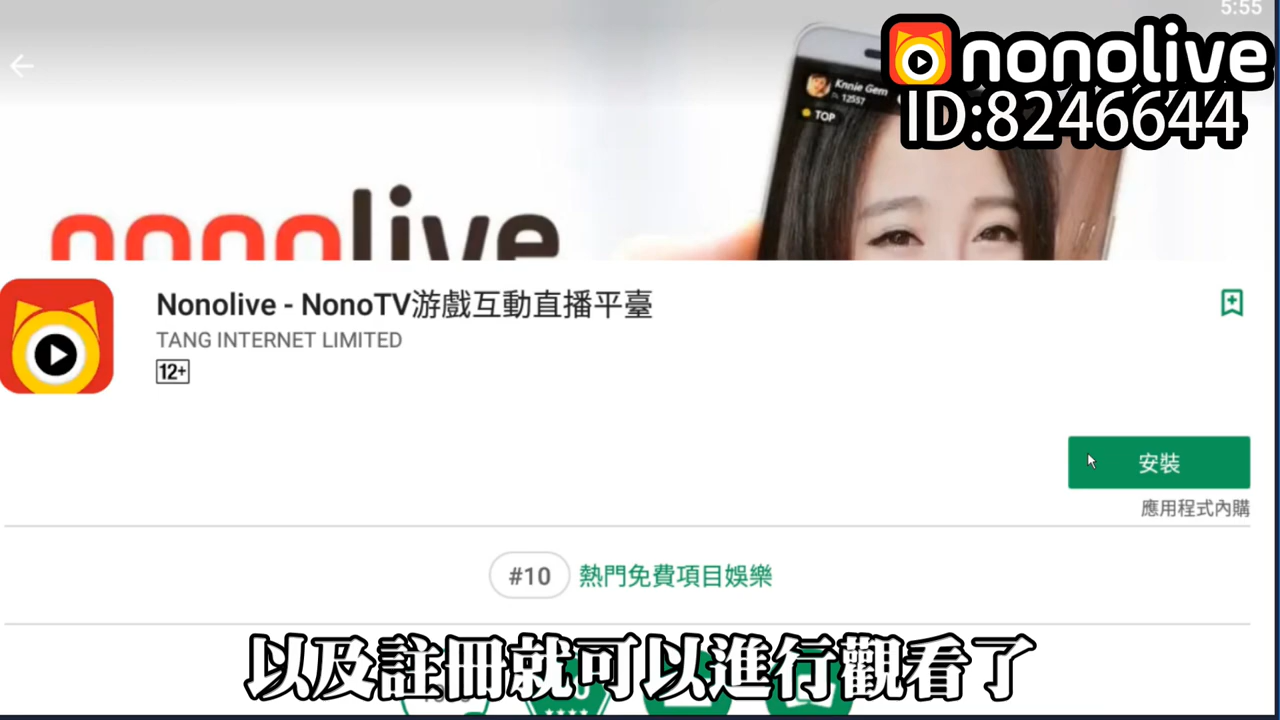 5:55
nonolive
ID:8246644
Knnie Gem
12557
TOP
nonolive
Nonolive - NonoTV游戲互動直播平臺
TANG INTERNET LIMITED
12+
安裝
應用程式內購
#10 熱門免費項目娛樂
以及註冊就可以進行觀看了